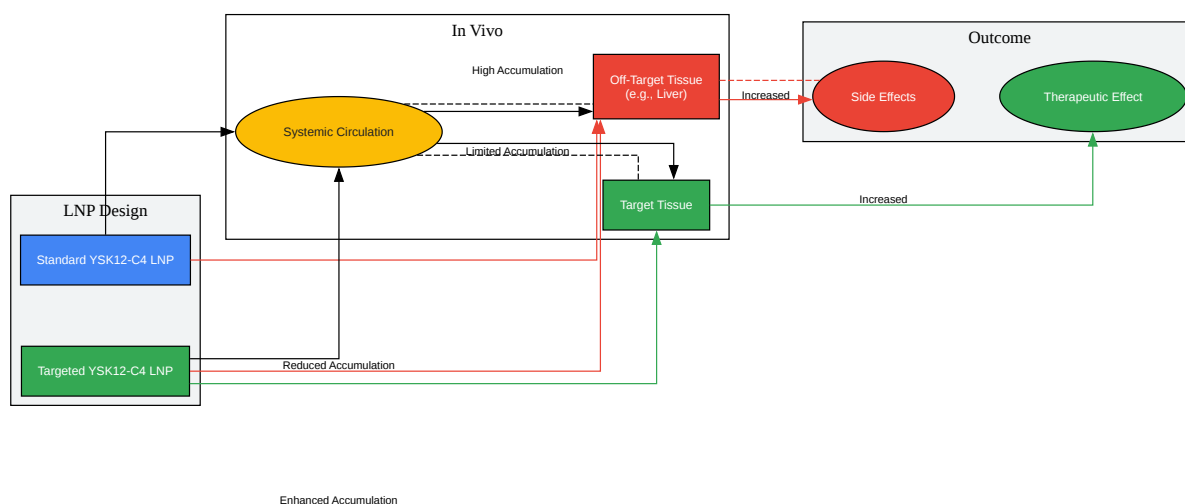 In Vivo
Outcome
High Accumulation
Off-Target Tissue
(e.g., Liver)
Increased
Side Effects
Therapeutic Effect
Systemic Circulation
Limited Accumulation
Target Tissue
Increased
LNP Design
Standard YSK12-C4 LNP
Targeted YSK12-C4 LNP
Reduced Accumulation
Enhanced Accumulation